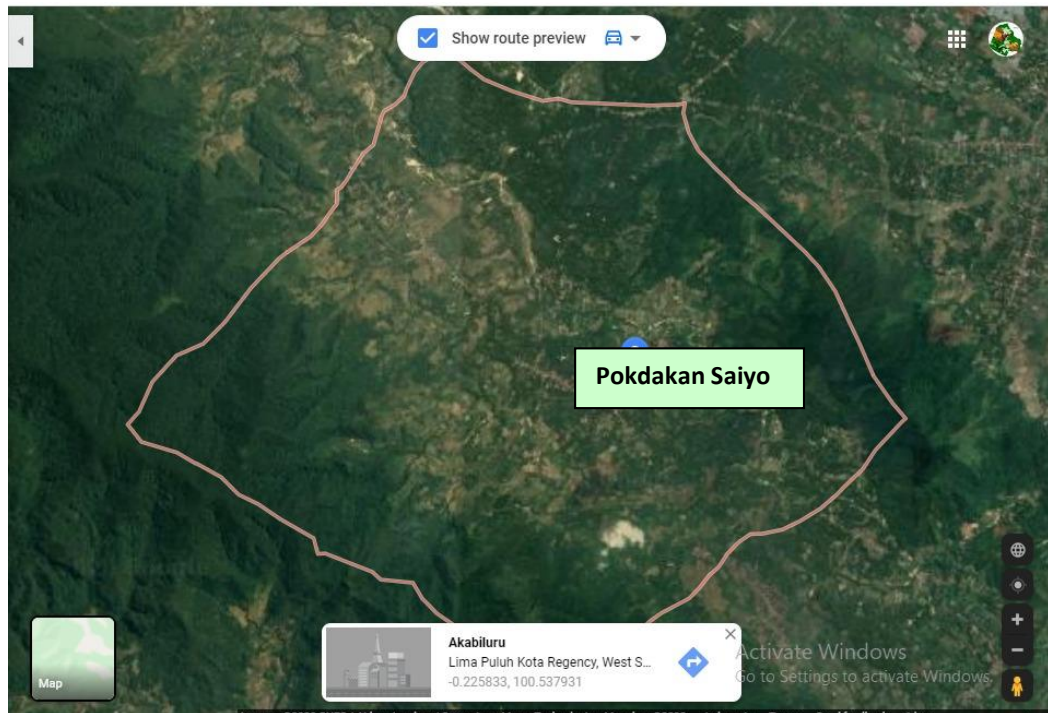 Show route preview
Pokdakan Saiyo
Akabiluru
Lima Puluh Kota Regency, West S...
-0.225833, 100.537931
Activate Windows
Go to Settings to activate Windows.
Map